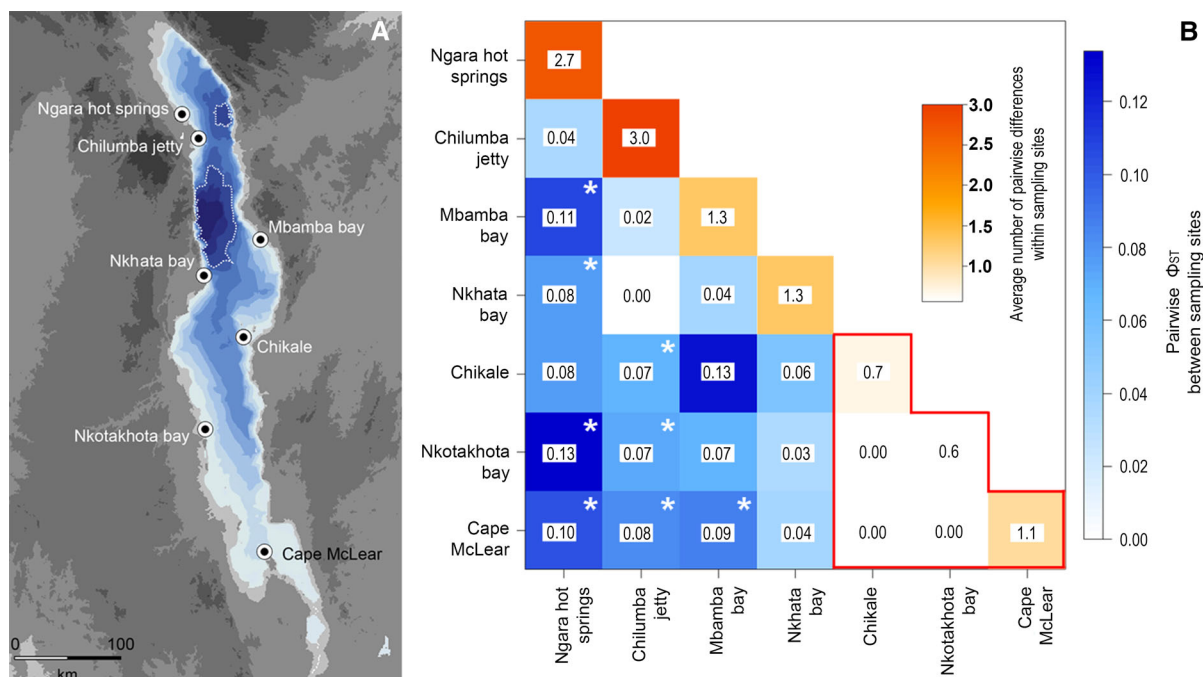 A
Ngara hot springs
Chilumba jetty
Mbamba bay
Nkhata bay
Chikale
Nkotakhota bay
Cape McLear
0 100
km
B
Ngara hot
springs
Chilumba
jetty
Mbamba
bay
Nkhata
bay
Chikale
Nkotakhota
bay
Cape
McLear
2.7
0.04 3.0
0.11 * 0.02 1.3
0.08 * 0.00 0.04 1.3
0.08 0.07 * 0.13 0.06 0.7
0.13 * 0.07 * 0.07 0.03 0.00 0.6
0.10 * 0.08 * 0.09 * 0.04 0.00 0.00 1.1
Ngara hot
springs
Chilumba
jetty
Mbamba
bay
Nkhata bay
Chikale
Nkotakhota
bay
Cape
McLear
3.0
2.5
2.0
1.5
1.0
Average number of pairwise differences
within sampling sites
0.12
0.10
0.08
0.06
0.04
0.02
0.00
Pairwise ΦST
between sampling sites